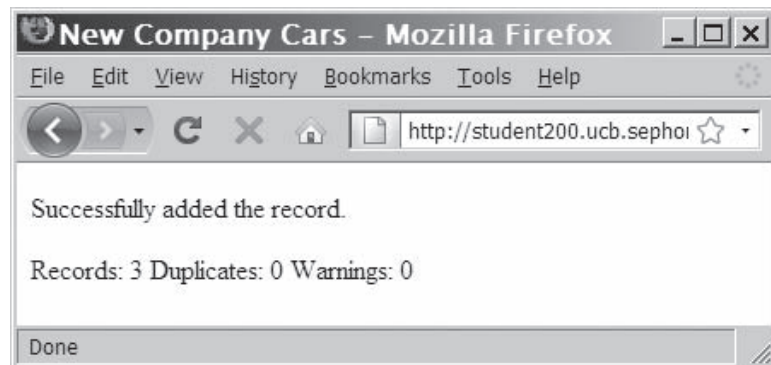 New Company Cars – Mozilla Firefox
File Edit View History Bookmarks Tools Help
http://student200.ucb.sephor
Successfully added the record.
Records: 3 Duplicates: 0 Warnings: 0
Done